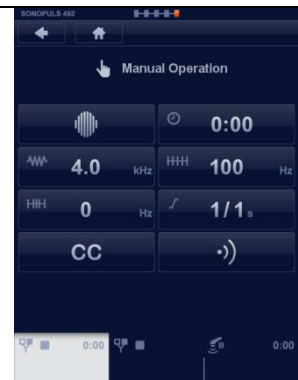 SONOPULS 492
Manual Operation
0:00
4.0 kHz 100 Hz
0 Hz 1/1 s
CC
0:00 B 0:00